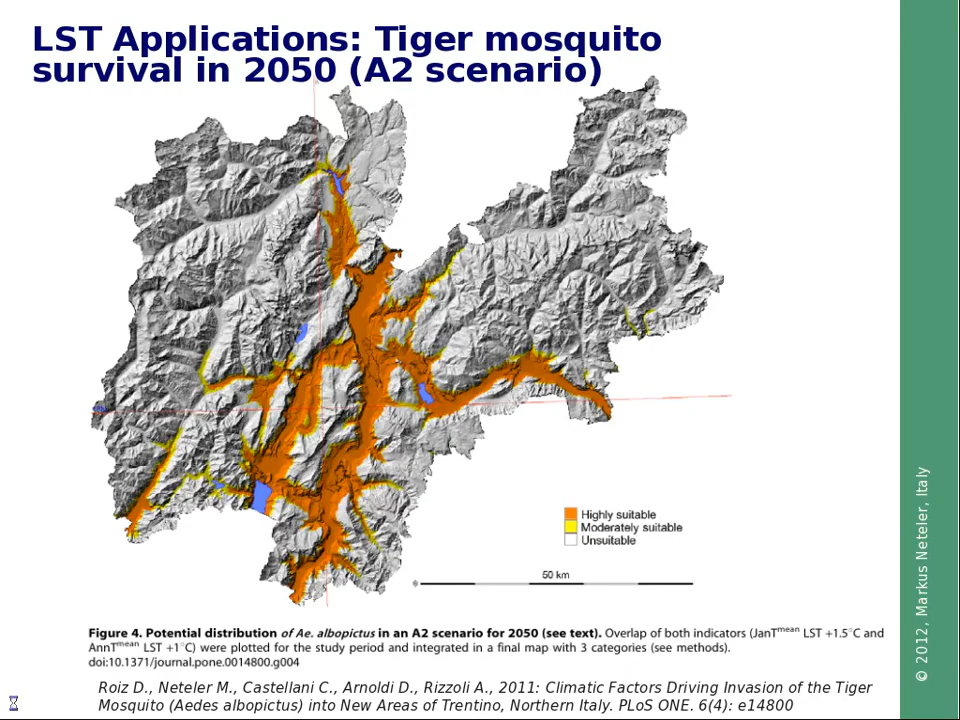 LST Applications: Tiger mosquito
survival in 2050 (A2 scenario)
Highly suitable
Moderately suitable
Unsuitable
50 km
Figure 4. Potential distribution of Ae. albopictus in an A2 scenario for 2050 (see text). Overlap of both indicators (JanTmean LST +1.5°C and
AnnTmean LST +1°C) were plotted for the study period and integrated in a final map with 3 categories (see methods).
doi:10.1371/journal.pone.0014800.g004
Roiz D., Neteler M., Castellani C., Arnoldi D., Rizzoli A., 2011: Climatic Factors Driving Invasion of the Tiger
Mosquito (Aedes albopictus) into New Areas of Trentino, Northern Italy. PLoS ONE. 6(4): e14800
© 2012, Markus Neteler, Italy